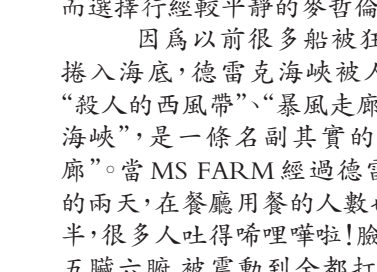 而選擇行經較平靜的麥哲倫
因爲以前很多船被狂
捲入海底，德雷克海峽被人
“殺人的西風帶”、“暴風走廊
海峽”，是一條名副其實的
廊”。當 MS FARM 經過德雷
的兩天，在餐廳用餐的人數
半，很多人吐得唏哩嘩啦！臉
五臟六腑被震動到全都打